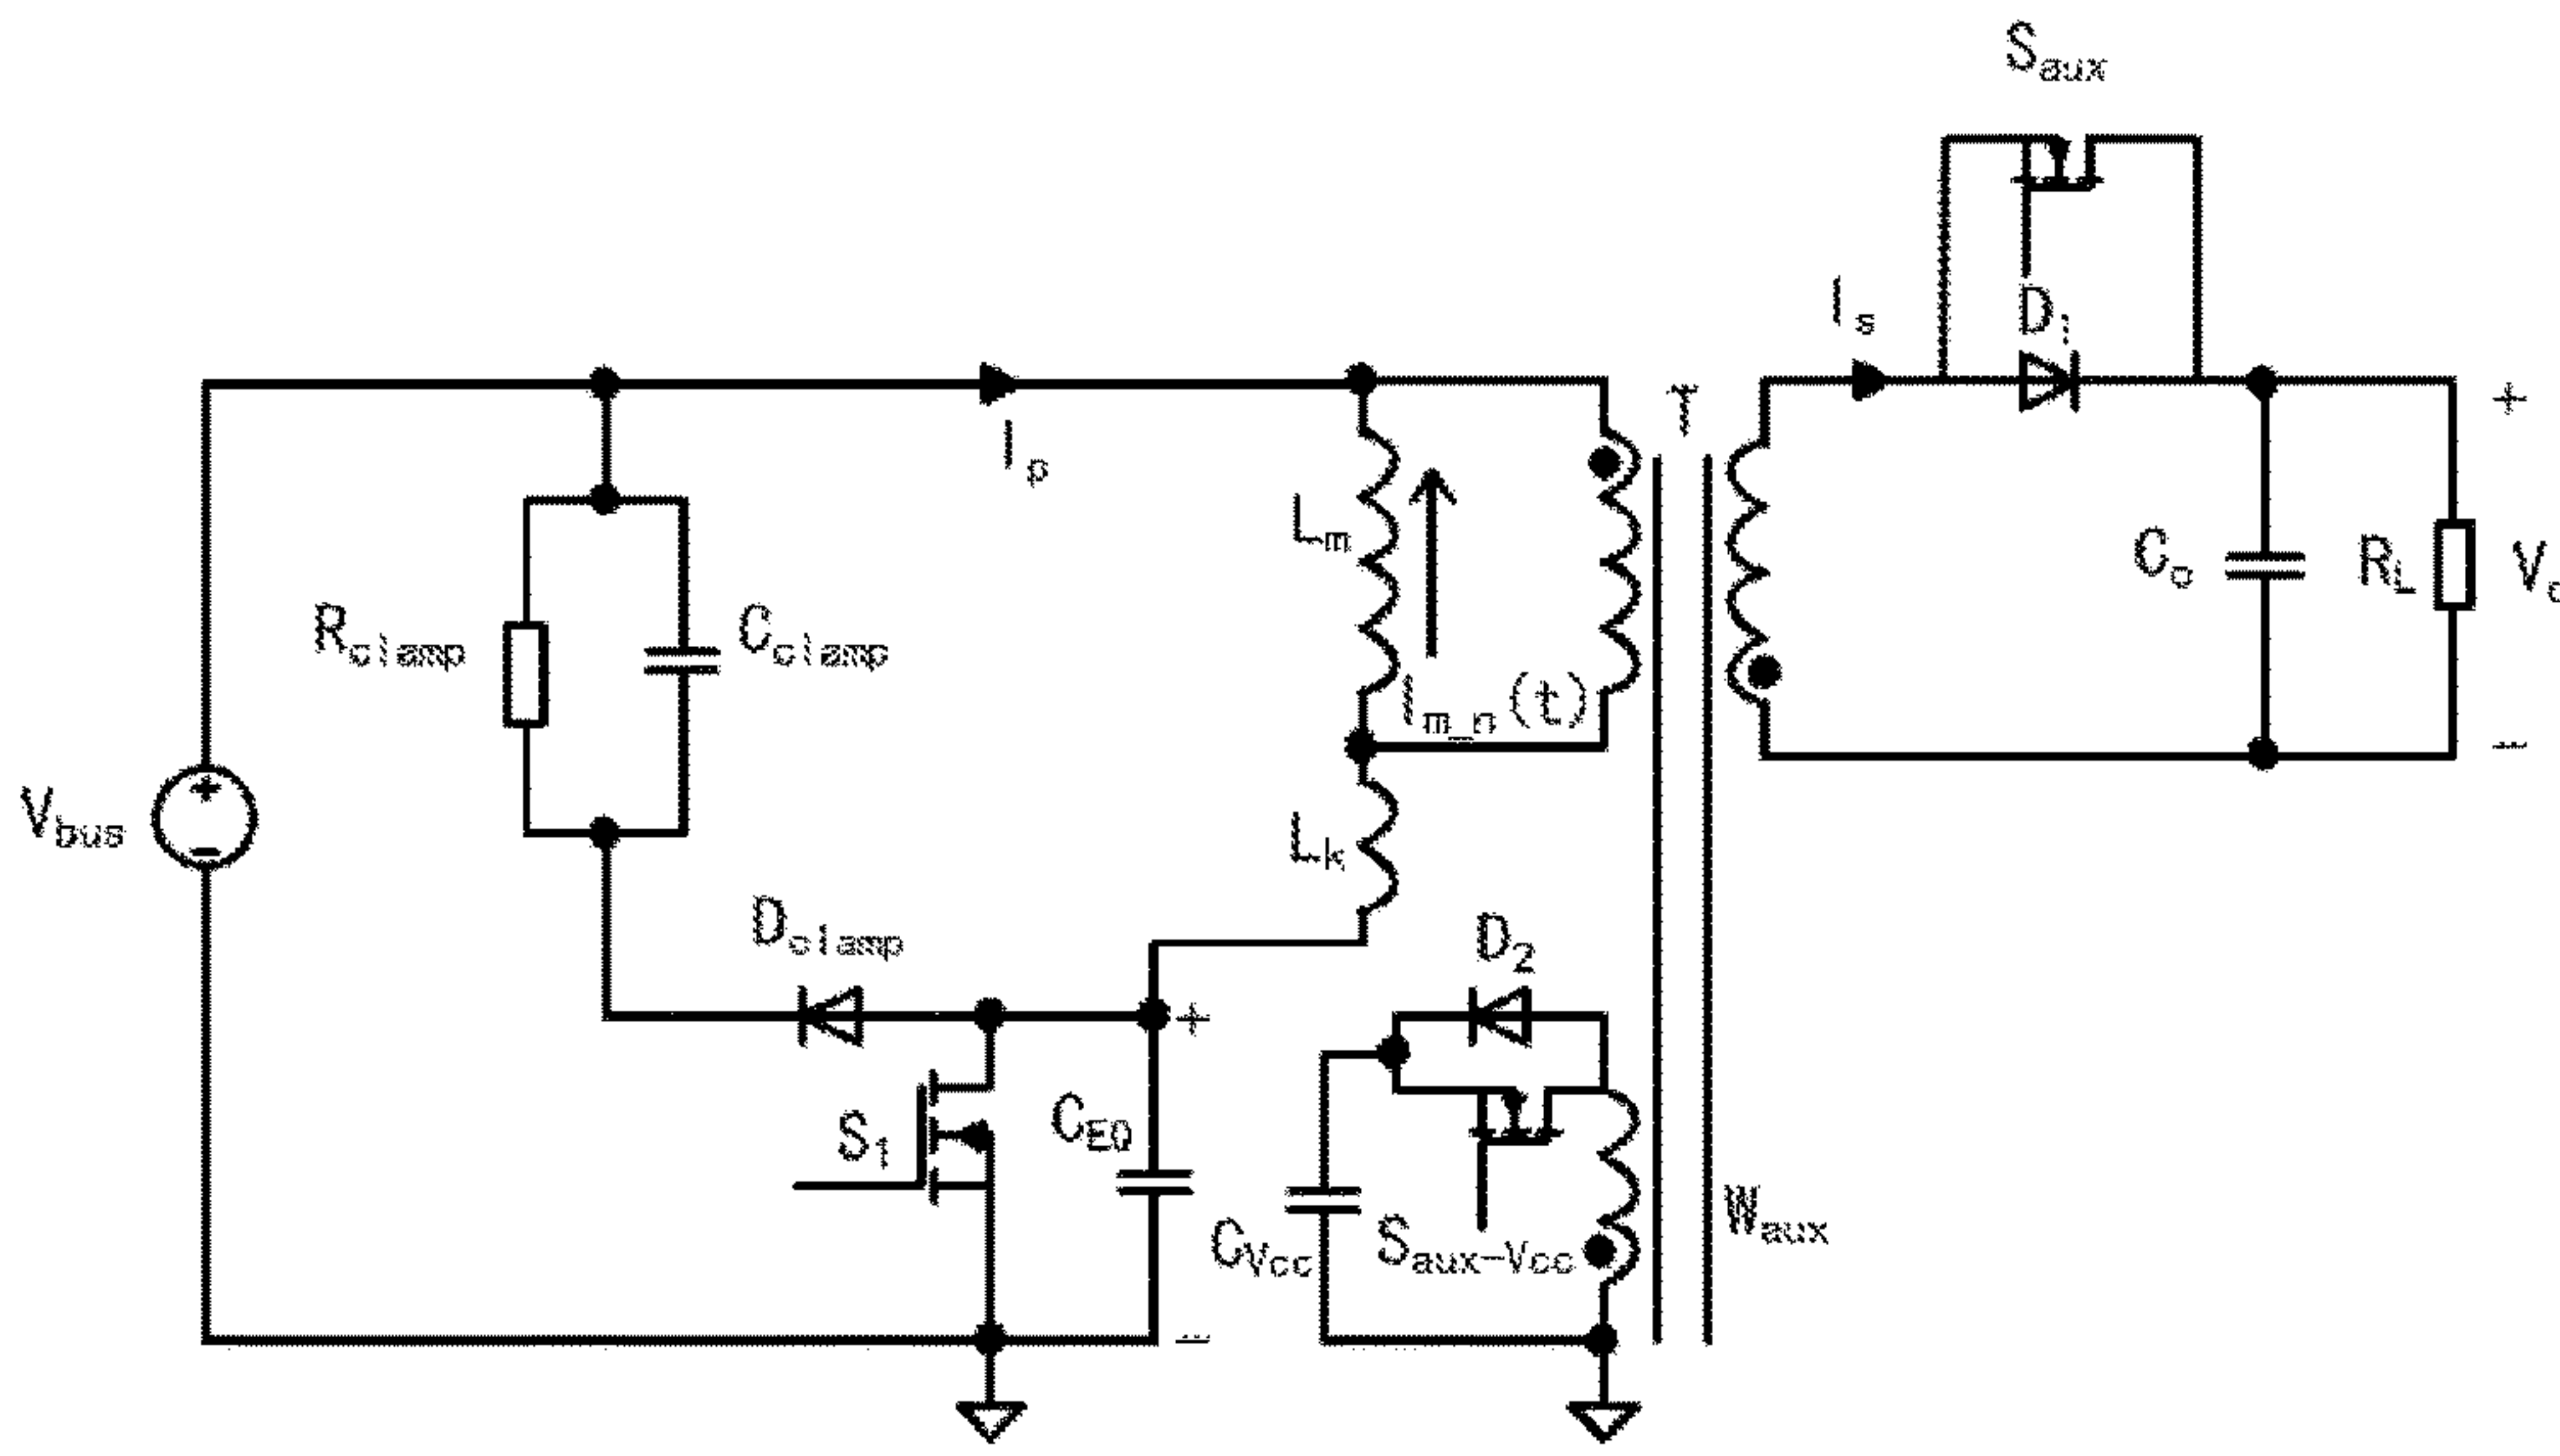 Saux
Is
D1
+
T
Ip
Lm
Im_n(t)
Co
RL
Vo
-
Rclamp
Cclamp
Vbus
+
-
Lk
Dclamp
D2
+
S1
CEQ
CVcc
Saux-Vcc
Waux
-